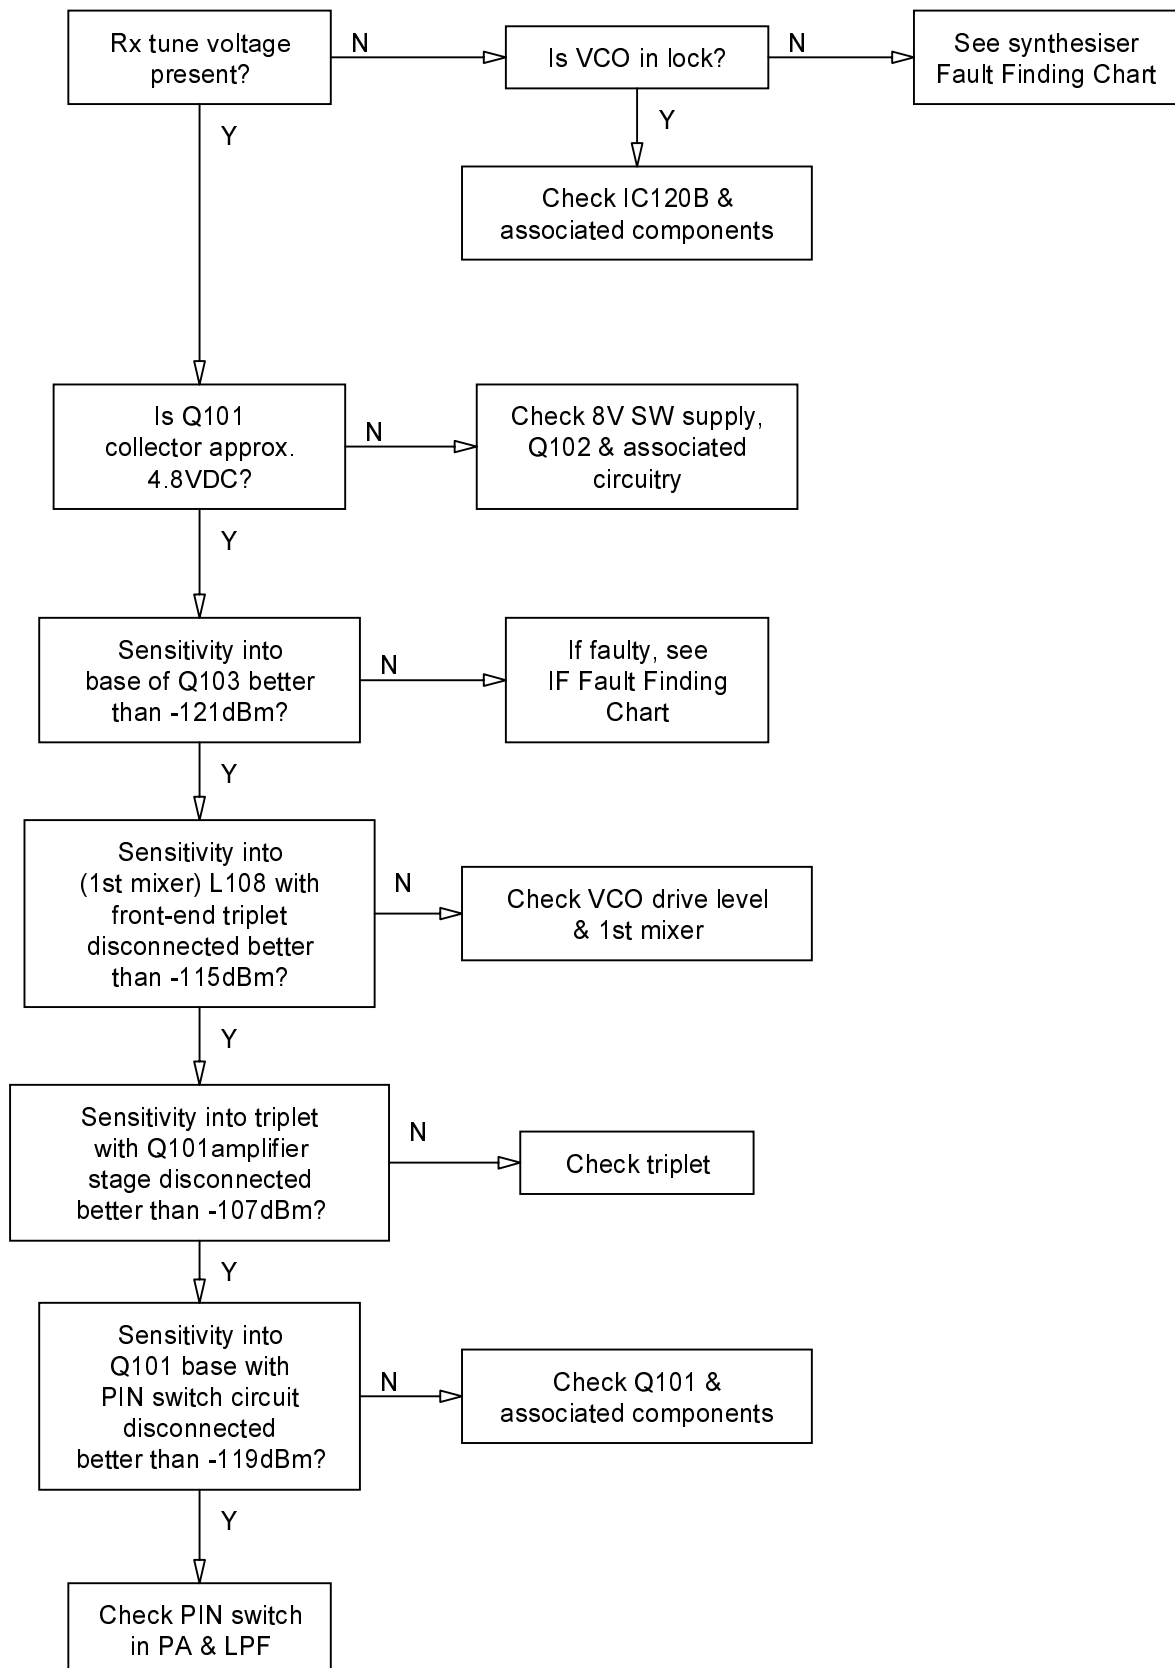 Rx tune voltage
present?
N
Is VCO in lock?
N
See synthesiser
Fault Finding Chart
Y
Y
Check IC120B &
associated components
Is Q101
collector approx.
4.8VDC?
N
Check 8V SW supply,
Q102 & associated
circuitry
Y
Sensitivity into
base of Q103 better
than -121dBm?
N
If faulty, see
IF Fault Finding
Chart
Y
Sensitivity into
(1st mixer) L108 with
front-end triplet
disconnected better
than -115dBm?
N
Check VCO drive level
& 1st mixer
Y
Sensitivity into triplet
with Q101amplifier
stage disconnected
better than -107dBm?
N
Check triplet
Y
Sensitivity into
Q101 base with
PIN switch circuit
disconnected
better than -119dBm?
N
Check Q101 &
associated components
Y
Check PIN switch
in PA & LPF